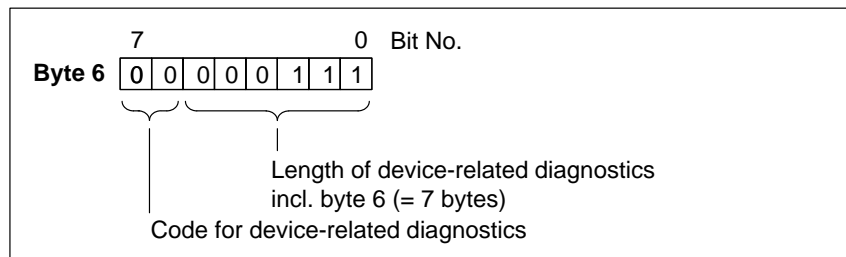 7 0 Bit No.
Byte 6 0 0 0 0 0 1 1 1
Length of device-related diagnostics
incl. byte 6 (= 7 bytes)
Code for device-related diagnostics